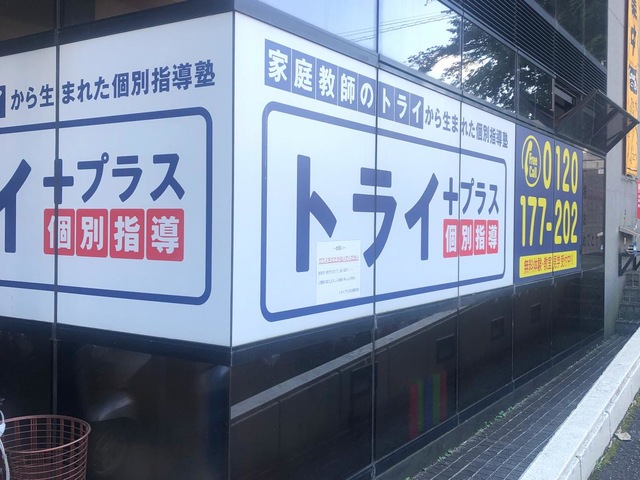 から生まれた個別指導塾
イ+プラス
個別指導
家庭教師のトライから生まれた個別指導塾
トライ+プラス
個別指導
Free Call
0120
177-202